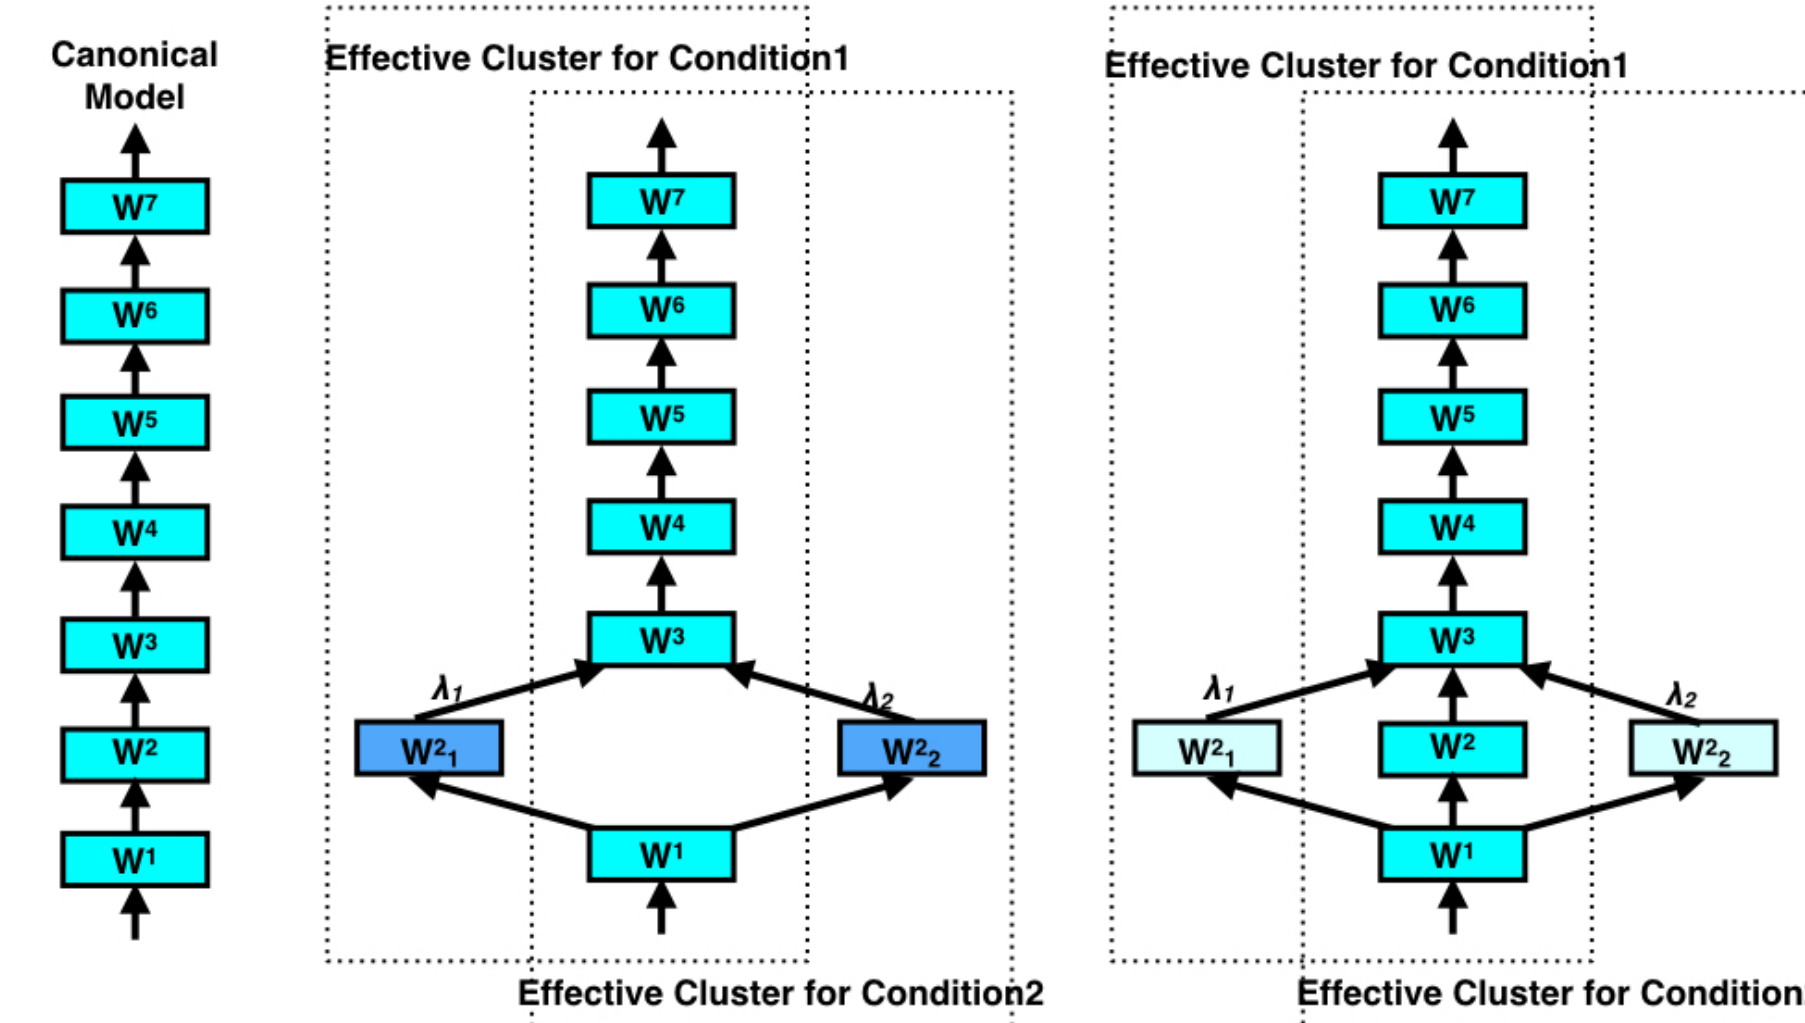 Canonical
Model
W7
W6
W5
W4
W3
W2
W1
Effective Cluster for Condition1
W7
W6
W5
W4
W3
λ1
λ2
W21
W22
W1
Effective Cluster for Condition2
Effective Cluster for Condition1
W7
W6
W5
W4
W3
λ1
λ2
W21
W2
W22
W1
Effective Cluster for Condition